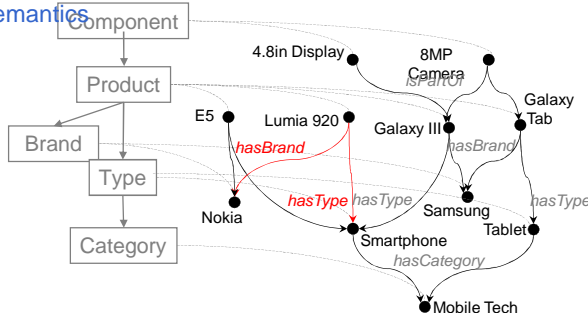 emantics
Component
4.8in Display
8MP
Camera
isPartOf
Product
Galaxy
Tab
E5
Lumia 920
Galaxy III
Brand
hasBrand
hasBrand
Type
hasType
hasType
hasType
Nokia
Samsung
Smartphone
Tablet
Category
hasCategory
Mobile Tech